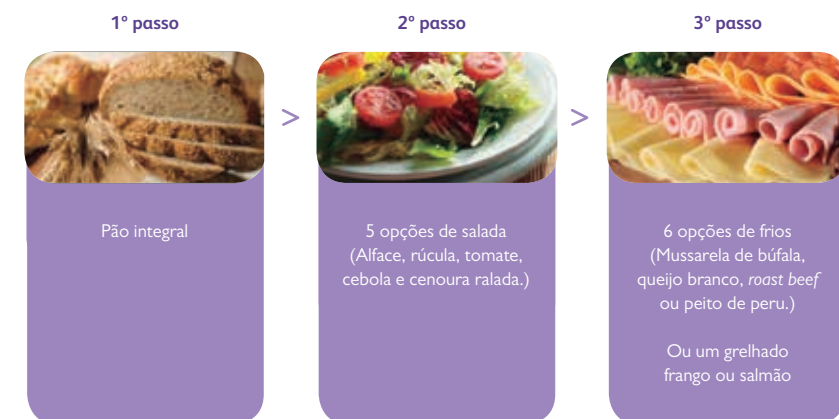 1º passo
2º passo
3º passo
>
>
Pão integral
5 opções de salada
(Alface, rúcula, tomate,
cebola e cenoura ralada.)
6 opções de frios
(Mussarela de búfala,
queijo branco, roast beef
ou peito de peru.)
Ou um grelhado
frango ou salmão